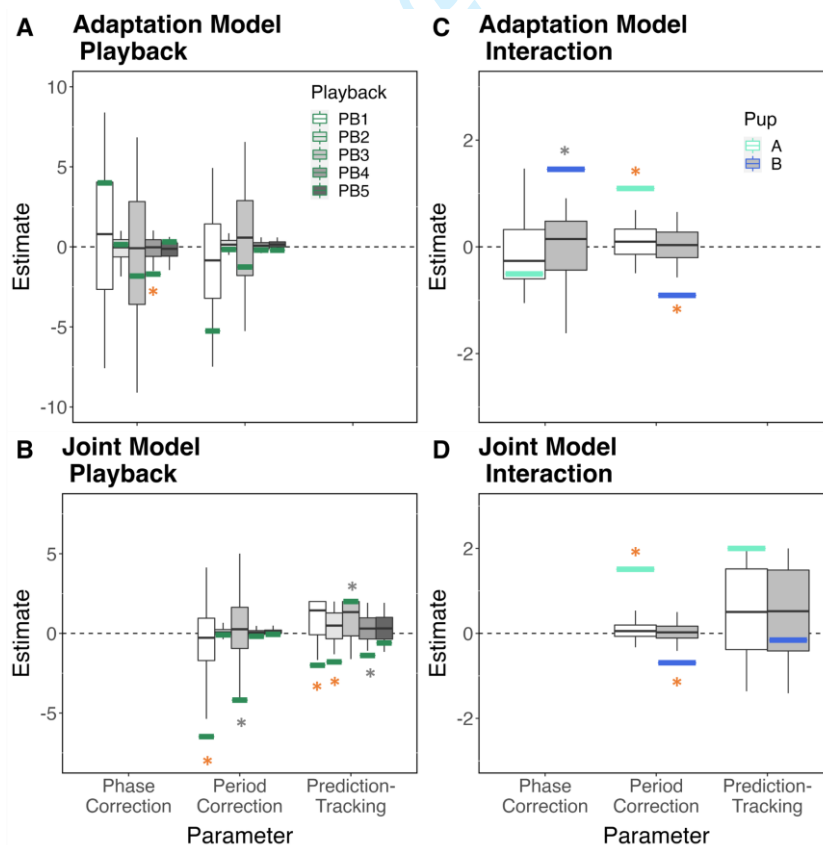 A Adaptation Model
Playback
10
5
0
-5
-10
Estimate
Playback
PB1
PB2
PB3
PB4
PB5
*
C Adaptation Model
Interaction
2
0
-2
Estimate
Pup
A
B
*
*
*
B Joint Model
Playback
5
0
-5
Estimate
*
*
*
*
*
*
Phase
Correction
Period
Correction
Prediction-
Tracking
Parameter
D Joint Model
Interaction
2
0
-2
Estimate
*
*
Phase
Correction
Period
Correction
Prediction-
Tracking
Parameter